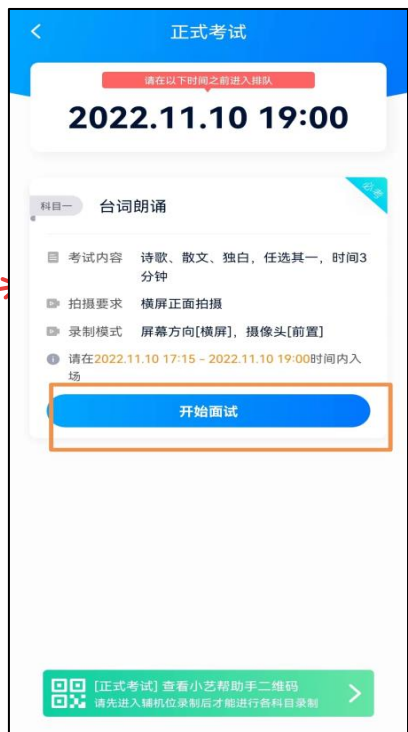 正式考试
请在以下时间之前进入排队
2022.11.10 19:00
必考
科目一 台词朗诵
考试内容 诗歌、散文、独白，任选其一，时间3
分钟
拍摄要求 横屏正面拍摄
录制模式 屏幕方向[横屏]，摄像头[前置]
请在2022.11.10 17:15 - 2022.11.10 19:00时间内入
场
开始面试
[正式考试] 查看小艺帮助手二维码
请先进入辅机位录制后才能进行各科目录制